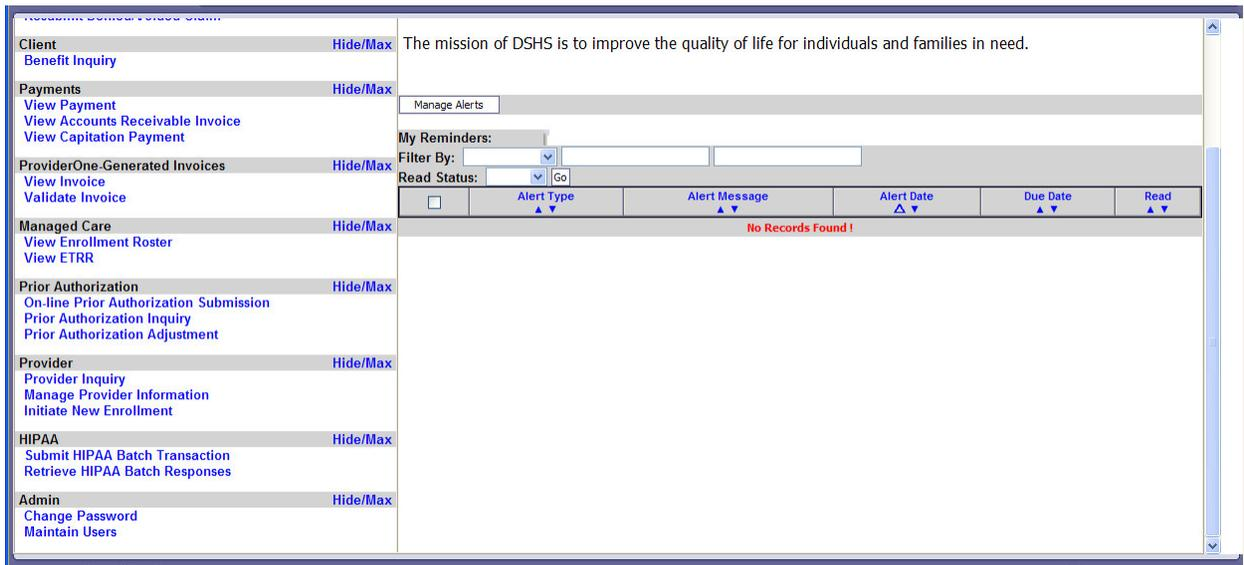 Client Hide/Max
Benefit Inquiry
Payments Hide/Max
View Payment
View Accounts Receivable Invoice
View Capitation Payment
ProviderOne-Generated Invoices Hide/Max
View Invoice
Validate Invoice
Managed Care Hide/Max
View Enrollment Roster
View ETRR
Prior Authorization Hide/Max
On-line Prior Authorization Submission
Prior Authorization Inquiry
Prior Authorization Adjustment
Provider Hide/Max
Provider Inquiry
Manage Provider Information
Initiate New Enrollment
HIPAA Hide/Max
Submit HIPAA Batch Transaction
Retrieve HIPAA Batch Responses
Admin Hide/Max
Change Password
Maintain Users
The mission of DSHS is to improve the quality of life for individuals and families in need.
Manage Alerts
My Reminders:
Filter By:
Read Status: Go
Alert Type Alert Message Alert Date Due Date Read
No Records Found !